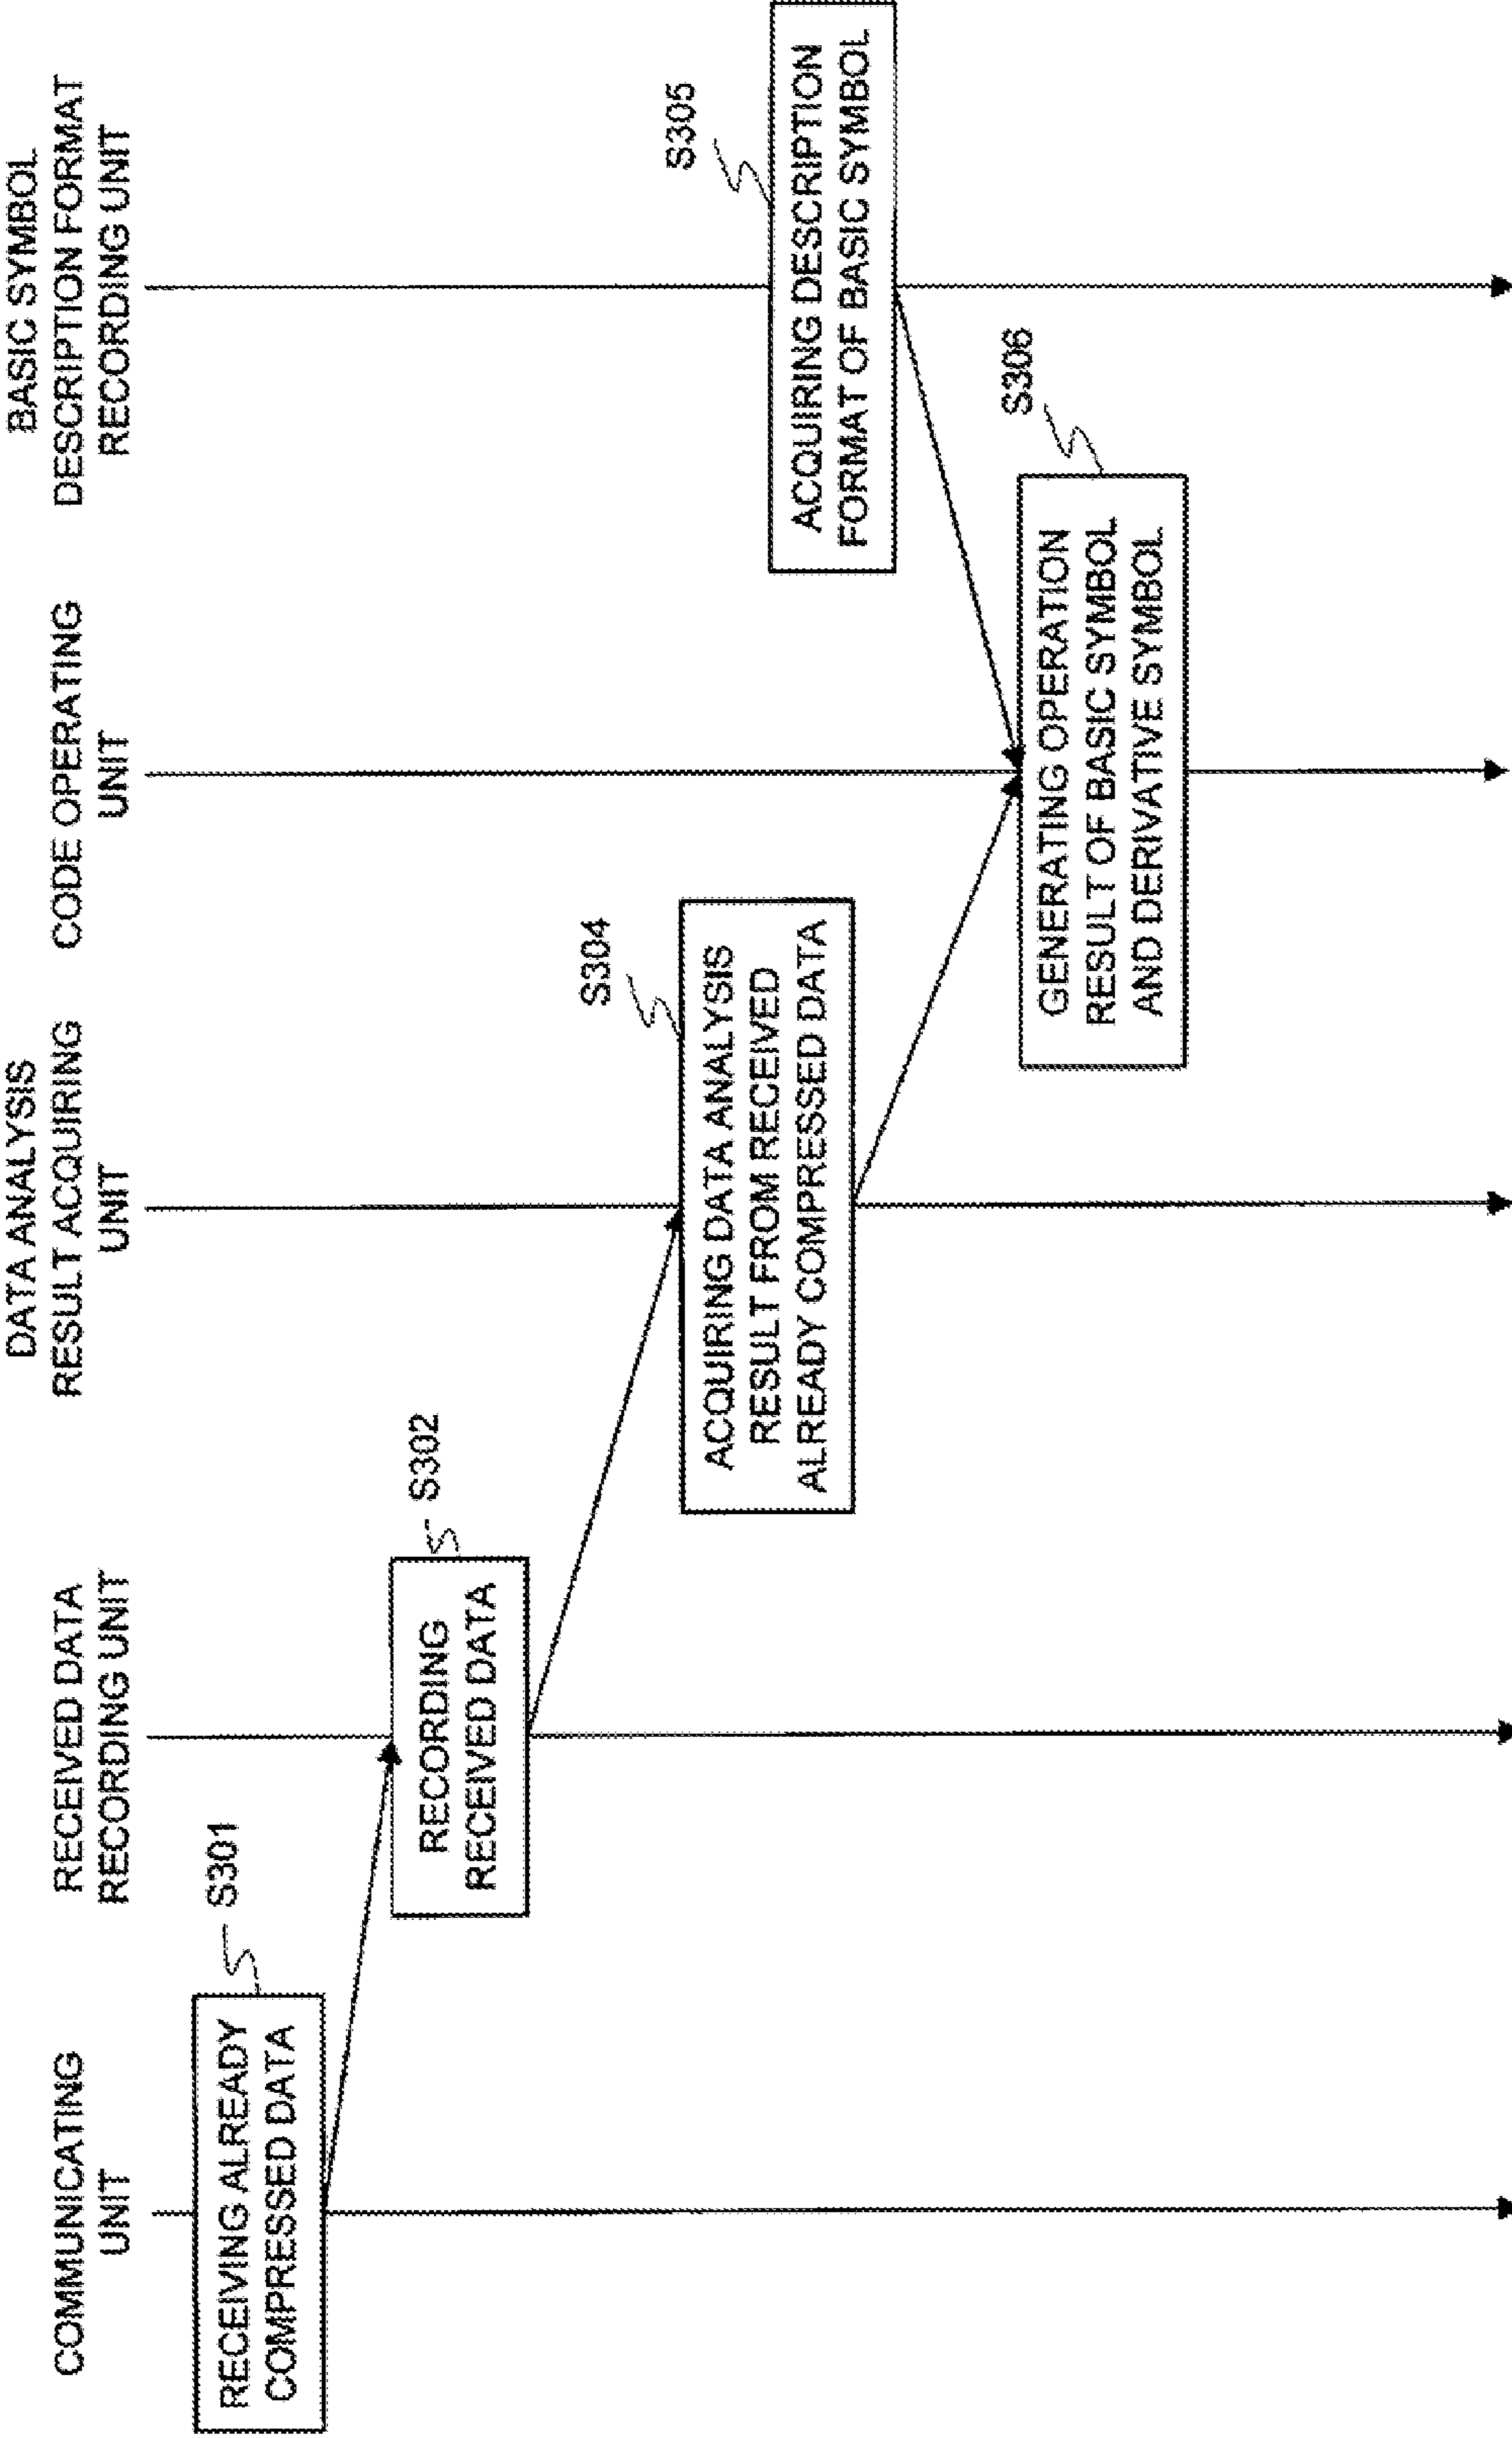 COMMUNICATING
UNIT
RECEIVED DATA
RECORDING UNIT
DATA ANALYSIS
RESULT ACQUIRING
UNIT
CODE OPERATING
UNIT
BASIC SYMBOL
DESCRIPTION FORMAT
RECORDING UNIT
RECEIVING ALREADY
COMPRESSED DATA
S301
RECORDING
RECEIVED DATA
S302
ACQUIRING DATA ANALYSIS
RESULT FROM RECEIVED
ALREADY COMPRESSED DATA
S304
ACQUIRING DESCRIPTION
FORMAT OF BASIC SYMBOL
S305
GENERATING OPERATION
RESULT OF BASIC SYMBOL
AND DERIVATIVE SYMBOL
S306